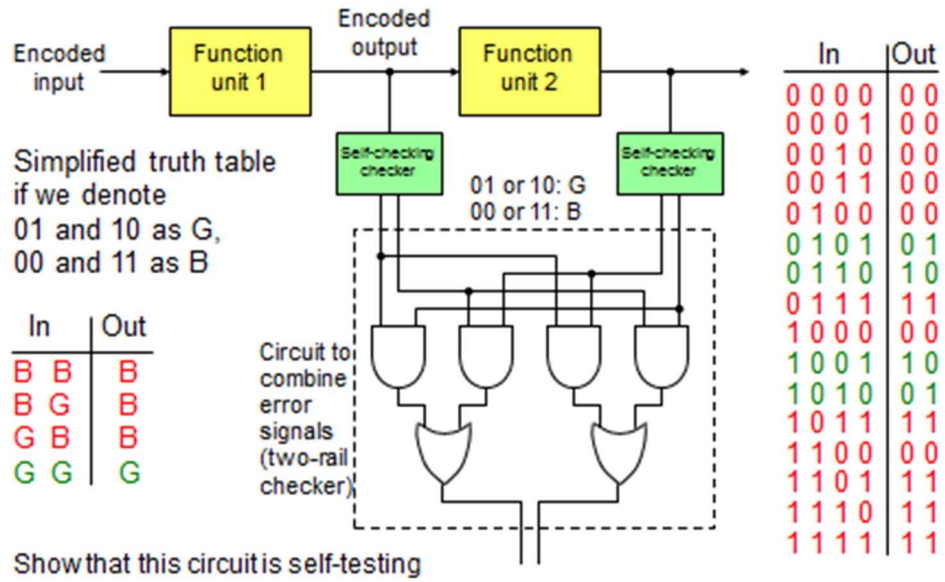 Encoded input
Function unit 1
Encoded output
Function unit 2
Self-checking checker
Self-checking checker
01 or 10: G
00 or 11: B
Simplified truth table
if we denote
01 and 10 as G,
00 and 11 as B
In Out
B B B
B G B
G B B
G G G
Circuit to
combine
error
signals
(two-rail
checker)
Show that this circuit is self-testing
In Out
0 0 0 0 0 0
0 0 0 1 0 0
0 0 1 0 0 0
0 0 1 1 0 0
0 1 0 0 0 0
0 1 0 1 0 1
0 1 1 0 1 0
0 1 1 1 1 1
1 0 0 0 0 0
1 0 0 1 1 0
1 0 1 0 0 1
1 0 1 1 1 1
1 1 0 0 0 0
1 1 0 1 1 1
1 1 1 0 1 1
1 1 1 1 1 1